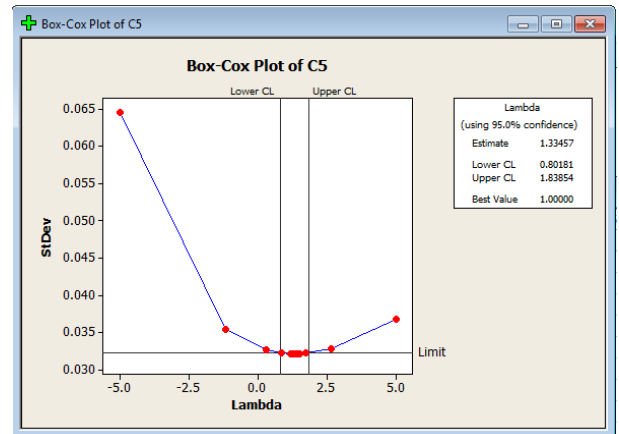 Box-Cox Plot of C5
Box-Cox Plot of C5
Lower CL Upper CL
0.065
0.060
0.055
0.050
0.045
0.040
0.035
0.030
StDev
Limit
-5.0 -2.5 0.0 2.5 5.0
Lambda
Lambda
(using 95.0% confidence)
Estimate 1.33457
Lower CL 0.80181
Upper CL 1.83854
Best Value 1.00000